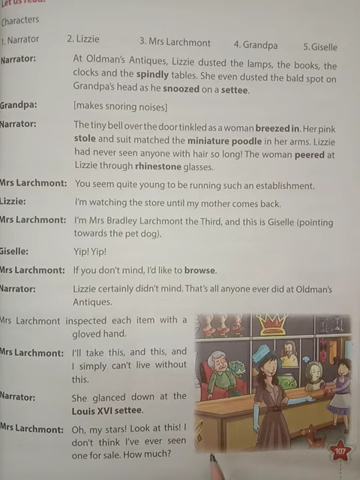 Let us read!
Characters
1. Narrator 2. Lizzie 3. Mrs Larchmont 4. Grandpa 5. Giselle
Narrator: At Oldman's Antiques, Lizzie dusted the lamps, the books, the
clocks and the spindly tables. She even dusted the bald spot on
Grandpa's head as he snoozed on a settee.
Grandpa: [makes snoring noises]
Narrator: The tiny bell over the door tinkled as a woman breezed in. Her pink
stole and suit matched the miniature poodle in her arms. Lizzie
had never seen anyone with hair so long! The woman peered at
Lizzie through rhinestone glasses.
Mrs Larchmont: You seem quite young to be running such an establishment.
Lizzie: I'm watching the store until my mother comes back.
Mrs Larchmont: I'm Mrs Bradley Larchmont the Third, and this is Giselle (pointing
towards the pet dog).
Giselle: Yip! Yip!
Mrs Larchmont: If you don't mind, I'd like to browse.
Narrator: Lizzie certainly didn't mind. That's all anyone ever did at Oldman's
Antiques.
Mrs Larchmont inspected each item with a
gloved hand.
Mrs Larchmont: I'll take this, and this, and
I simply can't live without
this.
Narrator: She glanced down at the
Louis XVI settee.
Mrs Larchmont: Oh, my stars! Look at this! I
don't think I've ever seen
one for sale. How much?
107